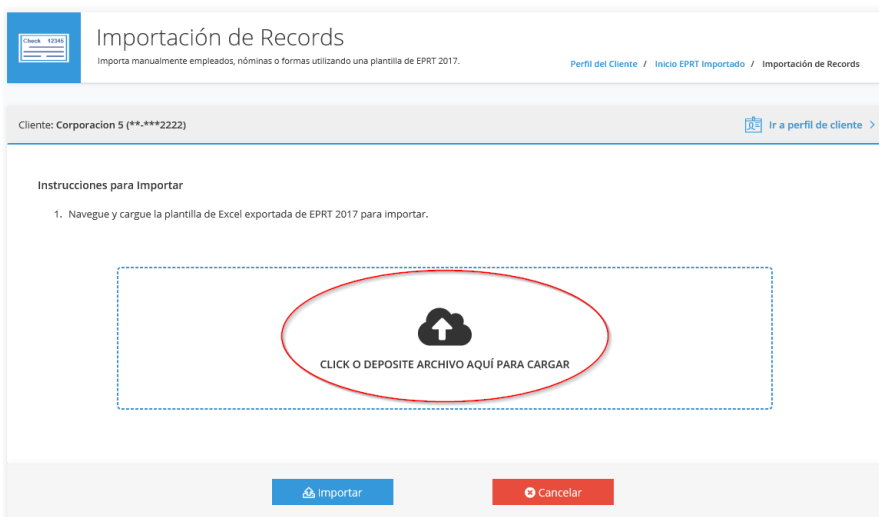 Check 12345
Importación de Records
Importa manualmente empleados, nóminas o formas utilizando una plantilla de EPRT 2017.
Perfil del Cliente / Inicio EPRT Importado / Importación de Records
Cliente: Corporacion 5 (**-***2222)
Ir a perfil de cliente >
Instrucciones para Importar
1. Navegue y cargue la plantilla de Excel exportada de EPRT 2017 para importar.
CLICK O DEPOSITE ARCHIVO AQUÍ PARA CARGAR
Importar
Cancelar